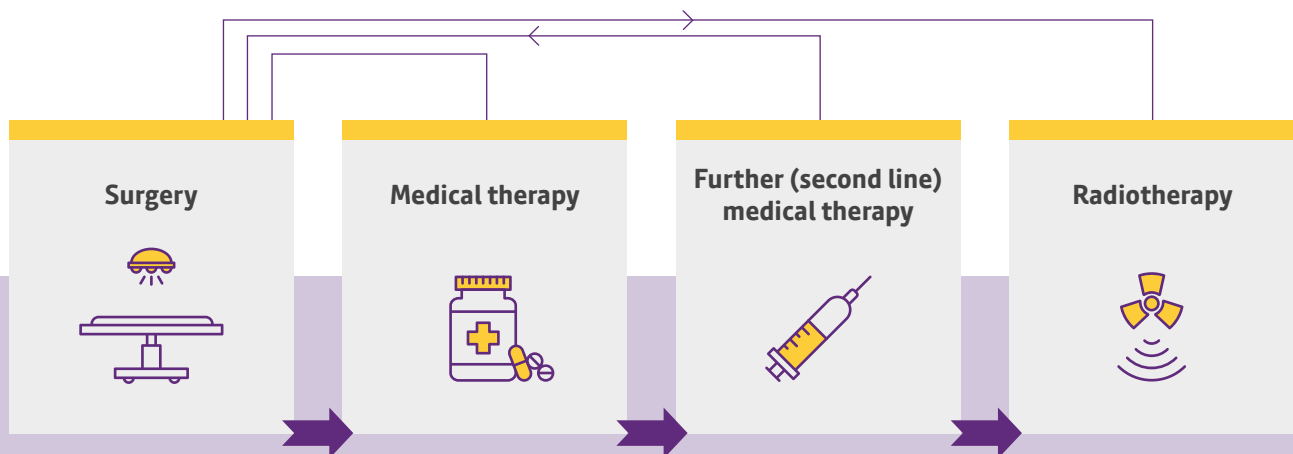 Surgery
Medical therapy
Further (second line)
medical therapy
Radiotherapy